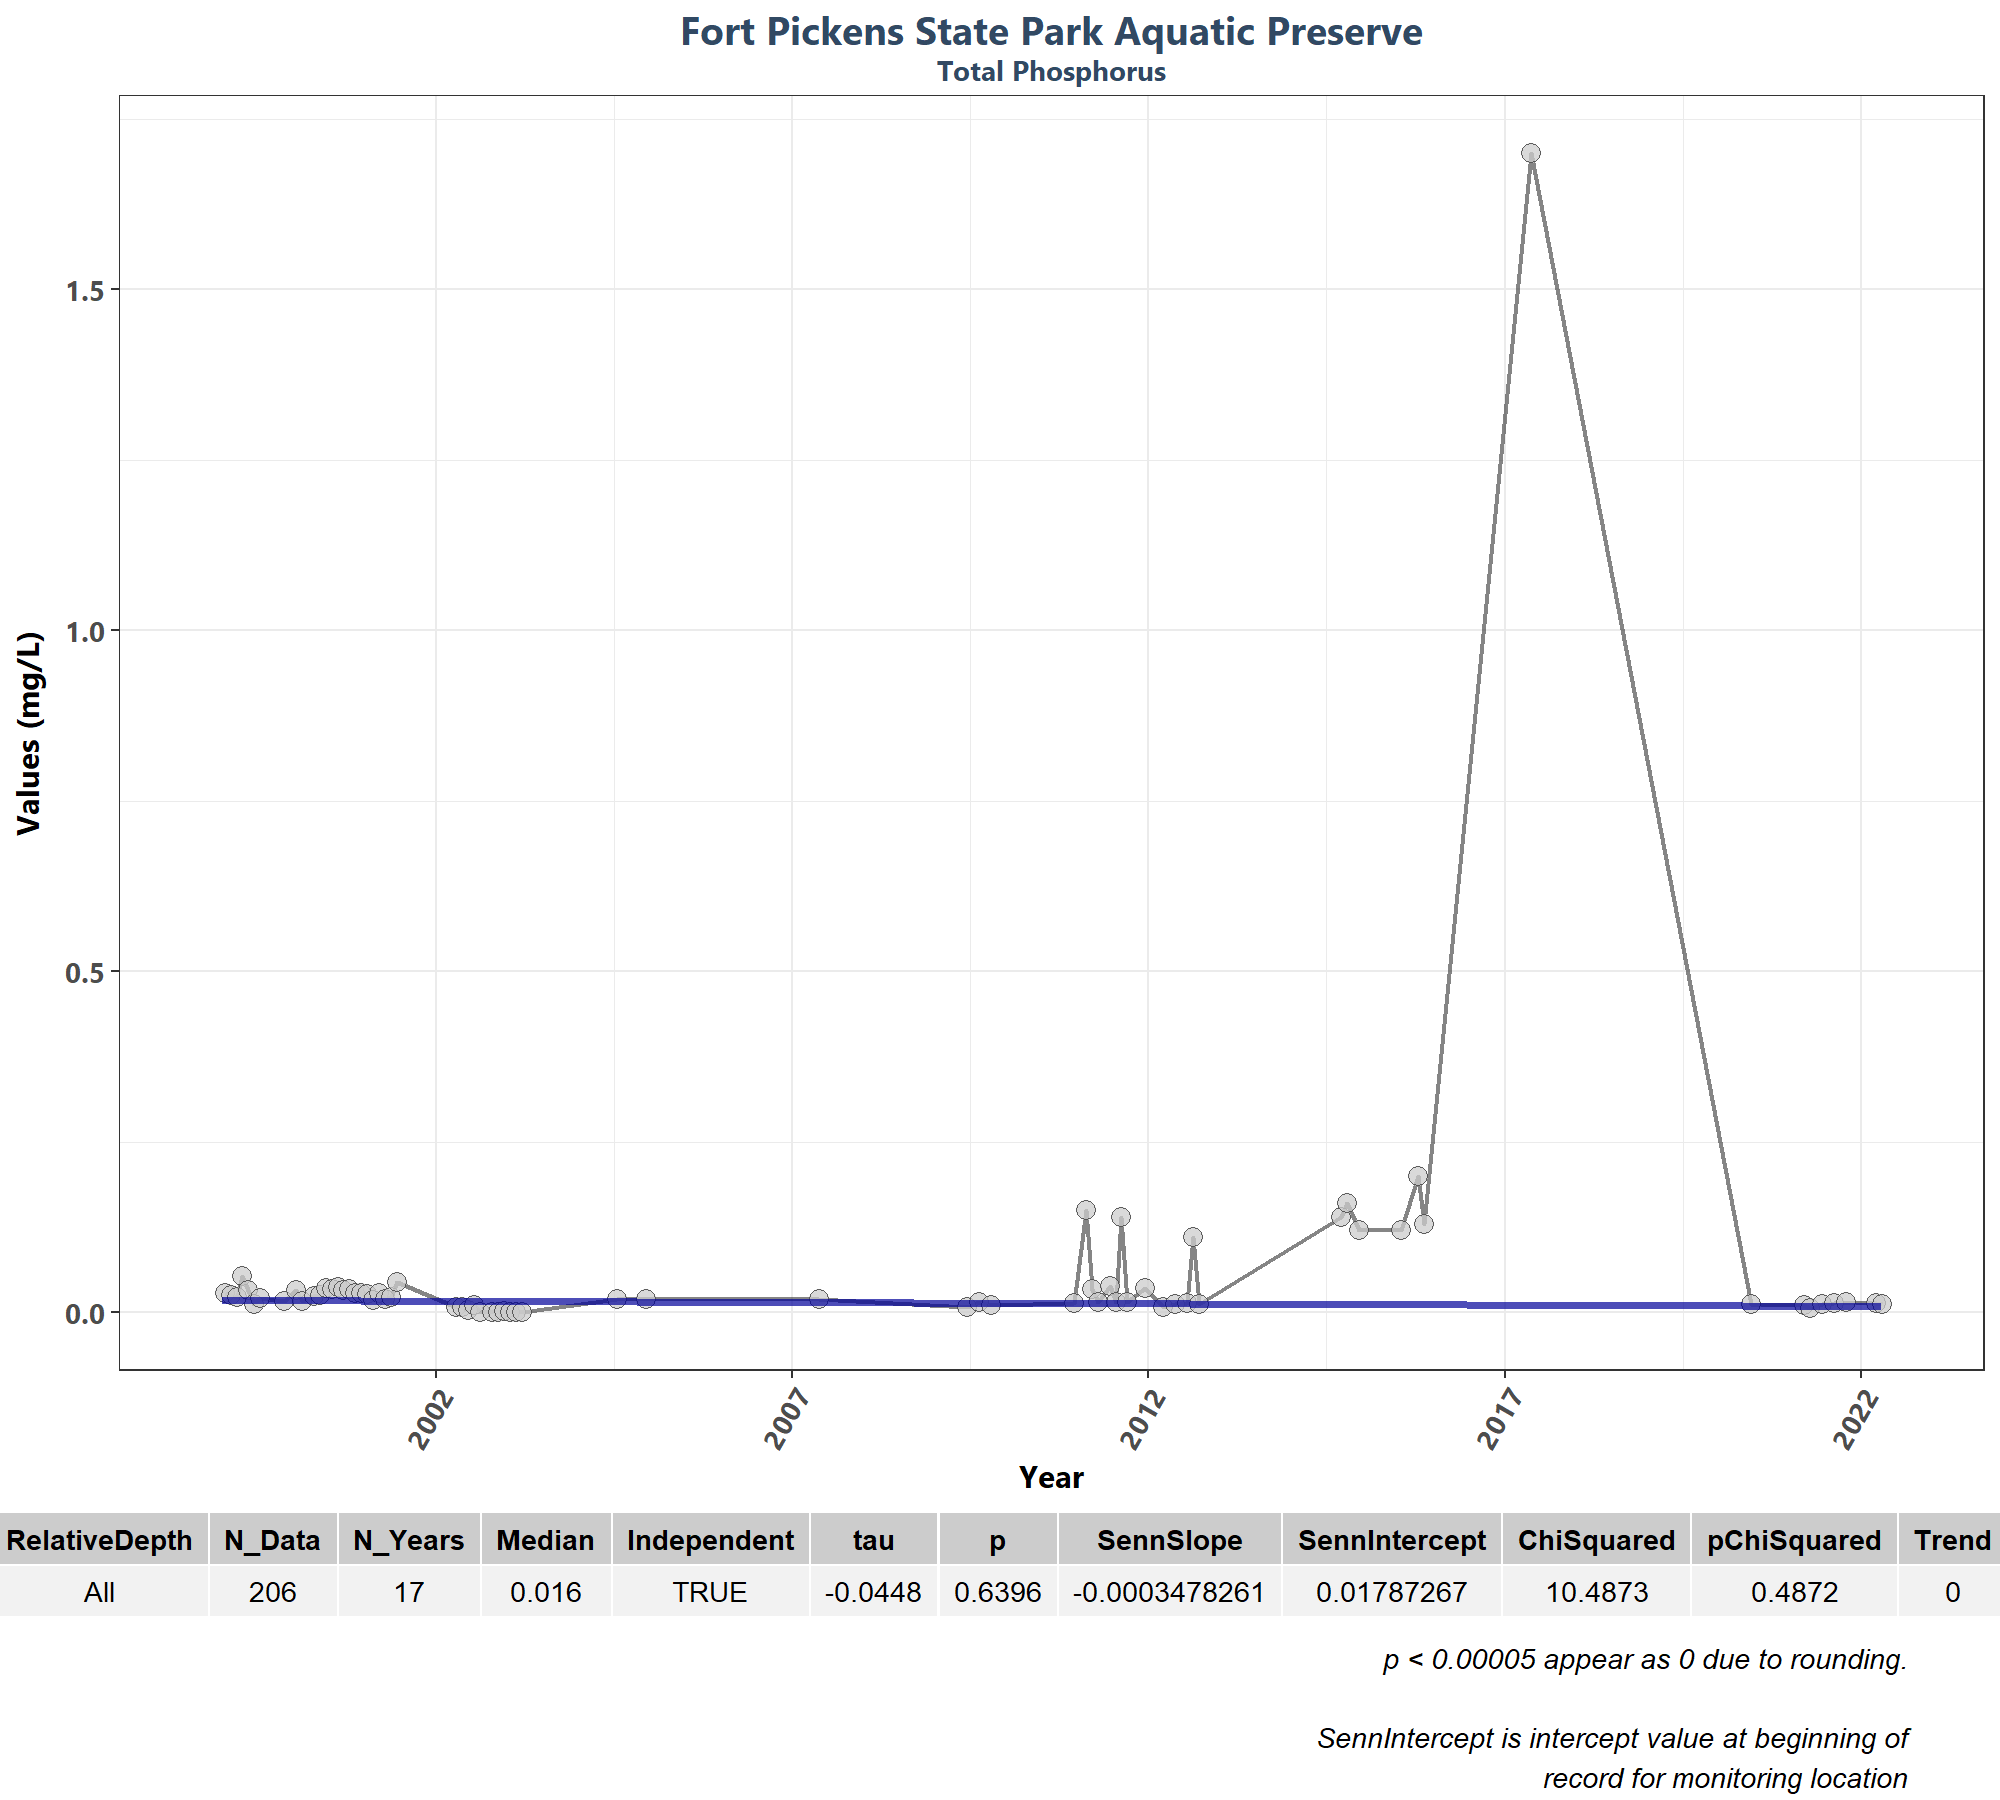 Fort Pickens State Park Aquatic Preserve
Total Phosphorus
Values (mg/L)
1.5
1.0
0.5
0.0
2002 2007 2012 2017 2022
Year
RelativeDepth N_Data N_Years Median Independent tau p SennSlope SennIntercept ChiSquared pChiSquared Trend
All 206 17 0.016 TRUE -0.0448 0.6396 -0.0003478261 0.01787267 10.4873 0.4872 0
p < 0.00005 appear as 0 due to rounding.
SennIntercept is intercept value at beginning of
record for monitoring location